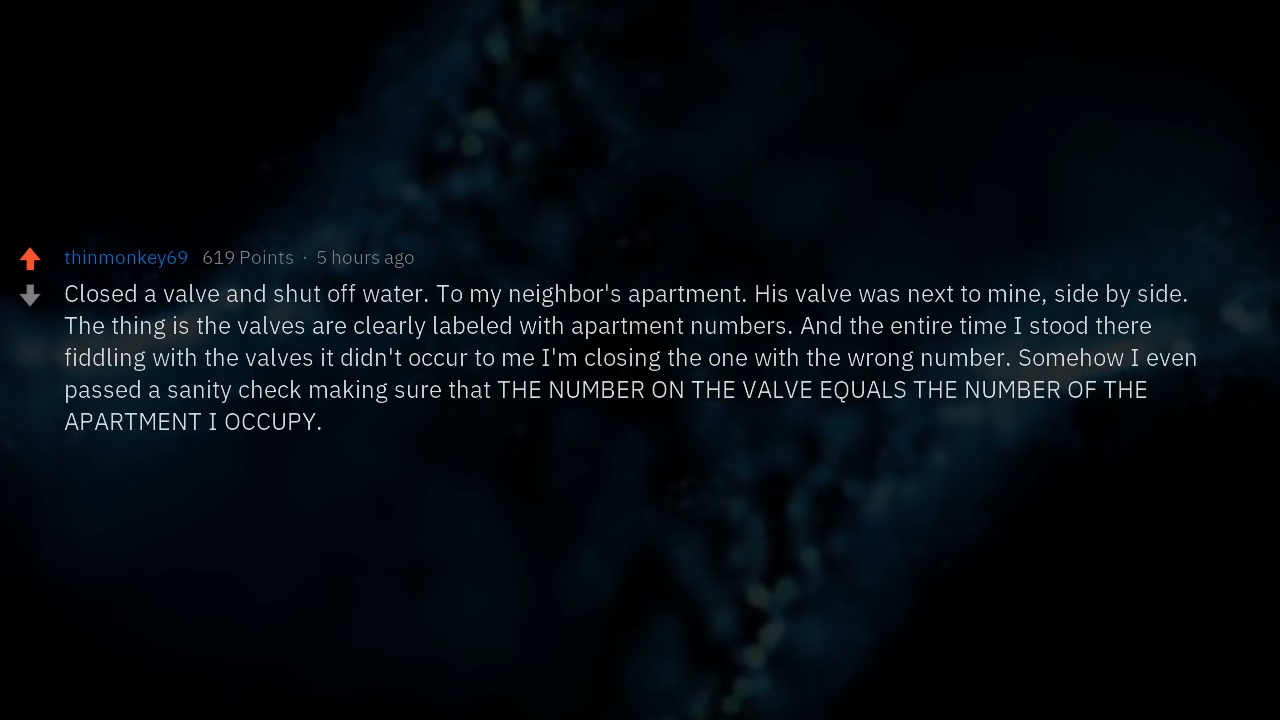 thinmonkey69 619 Points · 5 hours ago
Closed a valve and shut off water. To my neighbor's apartment. His valve was next to mine, side by side.
The thing is the valves are clearly labeled with apartment numbers. And the entire time I stood there
fiddling with the valves it didn't occur to me I'm closing the one with the wrong number. Somehow I even
passed a sanity check making sure that THE NUMBER ON THE VALVE EQUALS THE NUMBER OF THE
APARTMENT I OCCUPY.